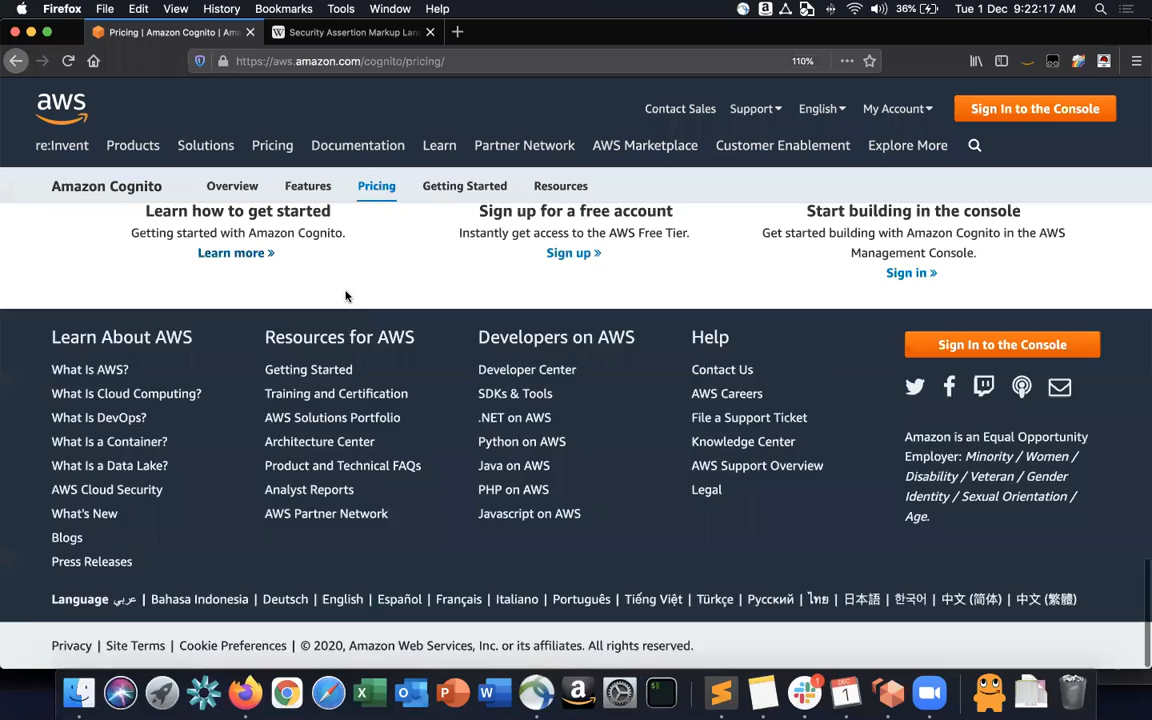 Firefox File Edit View History Bookmarks Tools Window Help 36% Tue 1 Dec 9:22:17 AM
Pricing | Amazon Cognito | Ama Security Assertion Markup Lan
https://aws.amazon.com/cognito/pricing/ 110%
aws Contact Sales Support English My Account Sign In to the Console
re:Invent Products Solutions Pricing Documentation Learn Partner Network AWS Marketplace Customer Enablement Explore More
Amazon Cognito Overview Features Pricing Getting Started Resources
Learn how to get started
Getting started with Amazon Cognito.
Learn more »
Sign up for a free account
Instantly get access to the AWS Free Tier.
Sign up »
Start building in the console
Get started building with Amazon Cognito in the AWS
Management Console.
Sign in »
Learn About AWS
What Is AWS?
What Is Cloud Computing?
What Is DevOps?
What Is a Container?
What Is a Data Lake?
AWS Cloud Security
What's New
Blogs
Press Releases
Resources for AWS
Getting Started
Training and Certification
AWS Solutions Portfolio
Architecture Center
Product and Technical FAQs
Analyst Reports
AWS Partner Network
Developers on AWS
Developer Center
SDKs & Tools
.NET on AWS
Python on AWS
Java on AWS
PHP on AWS
Javascript on AWS
Help
Contact Us
AWS Careers
File a Support Ticket
Knowledge Center
AWS Support Overview
Legal
Sign In to the Console
Amazon is an Equal Opportunity
Employer: Minority / Women /
Disability / Veteran / Gender
Identity / Sexual Orientation /
Age.
Language عربي | Bahasa Indonesia | Deutsch | English | Español | Français | Italiano | Português | Tiếng Việt | Türkçe | Ρусский | ไทย | 日本語 | 한국어 | 中文 (简体) | 中文 (繁體)
Privacy | Site Terms | Cookie Preferences | © 2020, Amazon Web Services, Inc. or its affiliates. All rights reserved.